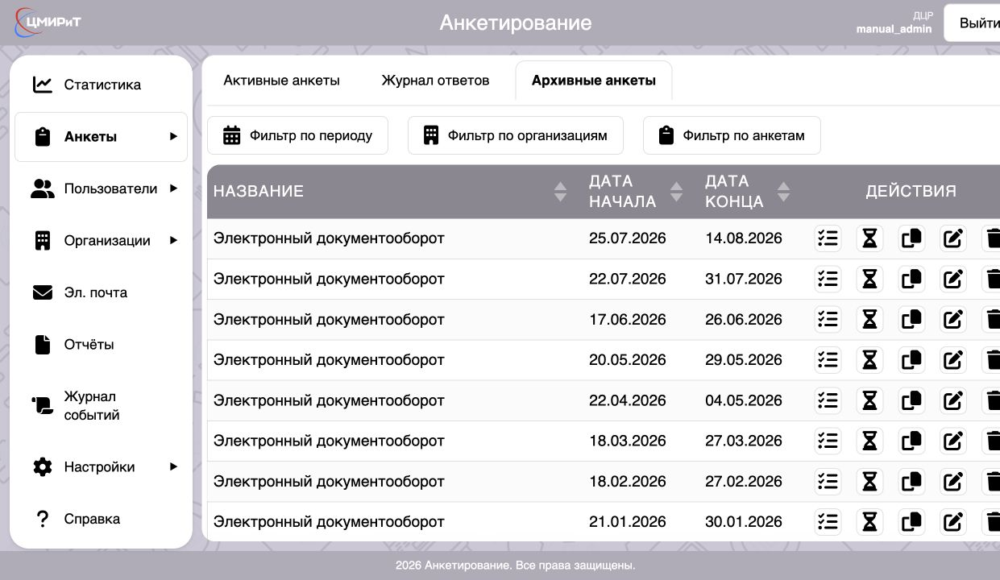 ЦМИРиТ
Анкетирование
ДЦР
manual_admin
Выйти
Статистика
Анкеты
Пользователи
Организации
Эл. почта
Отчёты
Журнал
событий
Настройки
Справка
Активные анкеты
Журнал ответов
Архивные анкеты
Фильтр по периоду
Фильтр по организациям
Фильтр по анкетам
НАЗВАНИЕ
ДАТА
НАЧАЛА
ДАТА
КОНЦА
ДЕЙСТВИЯ
Электронный документооборот 25.07.2026 14.08.2026
Электронный документооборот 22.07.2026 31.07.2026
Электронный документооборот 17.06.2026 26.06.2026
Электронный документооборот 20.05.2026 29.05.2026
Электронный документооборот 22.04.2026 04.05.2026
Электронный документооборот 18.03.2026 27.03.2026
Электронный документооборот 18.02.2026 27.02.2026
Электронный документооборот 21.01.2026 30.01.2026
2026 Анкетирование. Все права защищены.